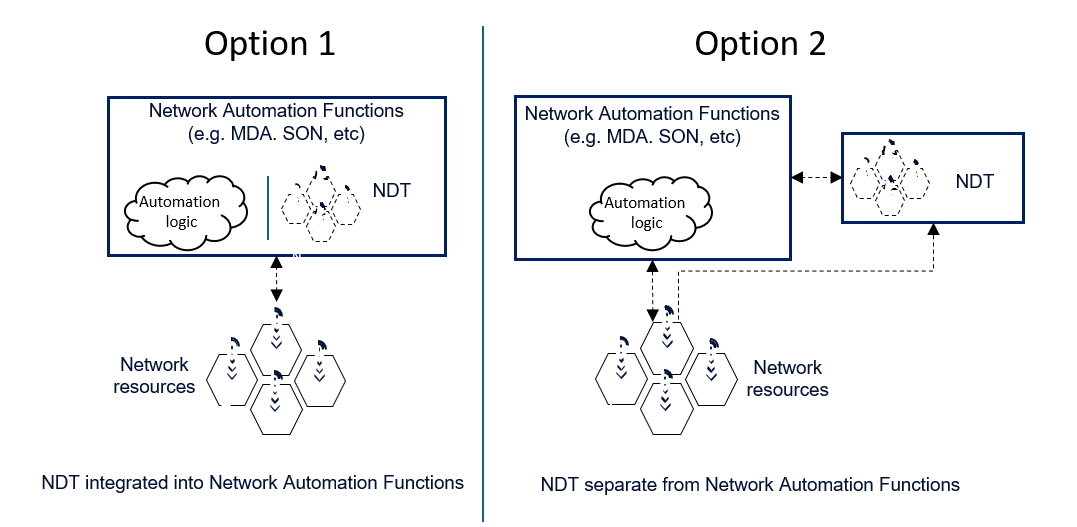 Option 1
Network Automation Functions
(e.g. MDA. SON, etc)
Automation
logic
NDT
Network
resources
NDT integrated into Network Automation Functions
Option 2
Network Automation Functions
(e.g. MDA. SON, etc)
Automation
logic
NDT
Network
resources
NDT separate from Network Automation Functions